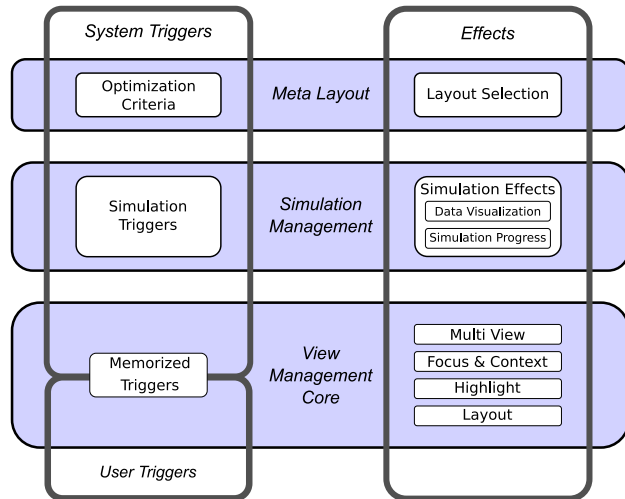 System Triggers
Effects
Optimization
Criteria
Meta Layout
Layout Selection
Simulation
Triggers
Simulation
Management
Simulation Effects
Data Visualization
Simulation Progress
Memorized
Triggers
View
Management
Core
Multi View
Focus & Context
Highlight
Layout
User Triggers